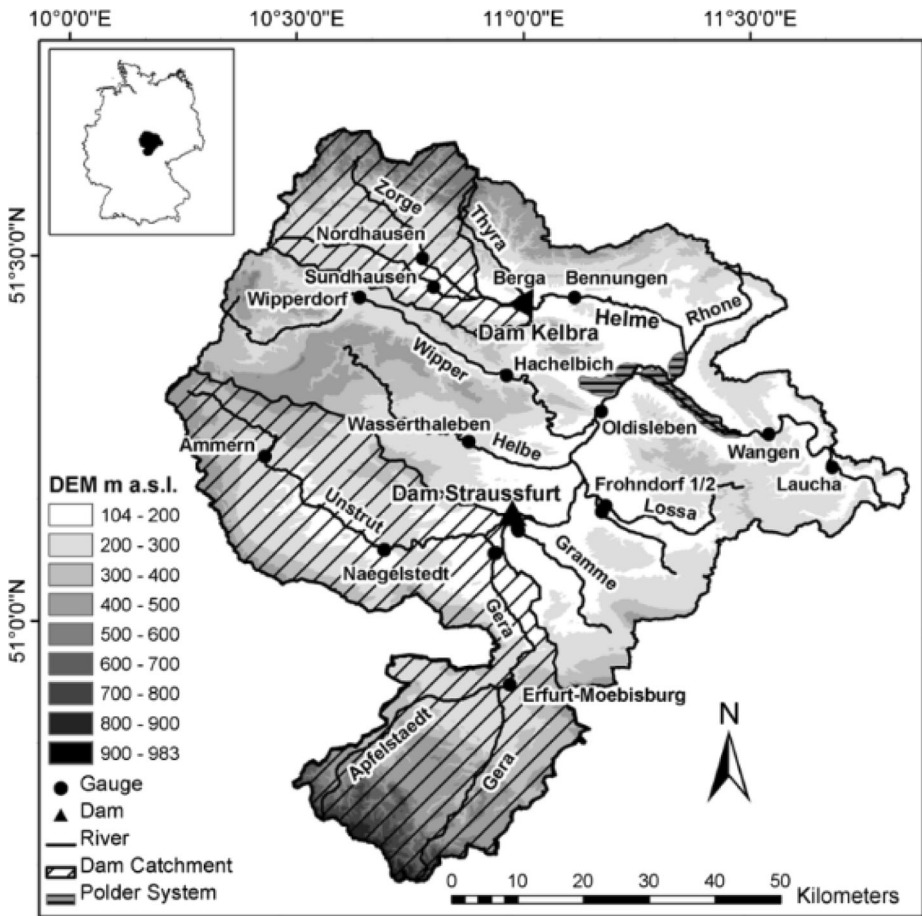 10°0'0"E 10°30'0"E 11°0'0"E 11°30'0"E
51°30'0"N
51°0'0"N
Zorge
Thyra
Nordhausen
Sundhausen
Berga
Bennungen
Wipperdorf
Helme
Rhone
Dam Kelbra
Wipper
Hachelbich
Wasserthaleben
Helbe
Oldisleben
Ammern
Wangen
Laucha
Dam Straussfurt
Frohndorf 1/2
Lossa
Unstrut
Gramme
Naegelstedt
Gera
Erfurt-Moebisburg
Apfelstaedt
Gera
DEM m a.s.l.
104 - 200
200 - 300
300 - 400
400 - 500
500 - 600
600 - 700
700 - 800
800 - 900
900 - 983
Gauge
Dam
River
Dam Catchment
Polder System
N
0 5 10 20 30 40 50
Kilometers